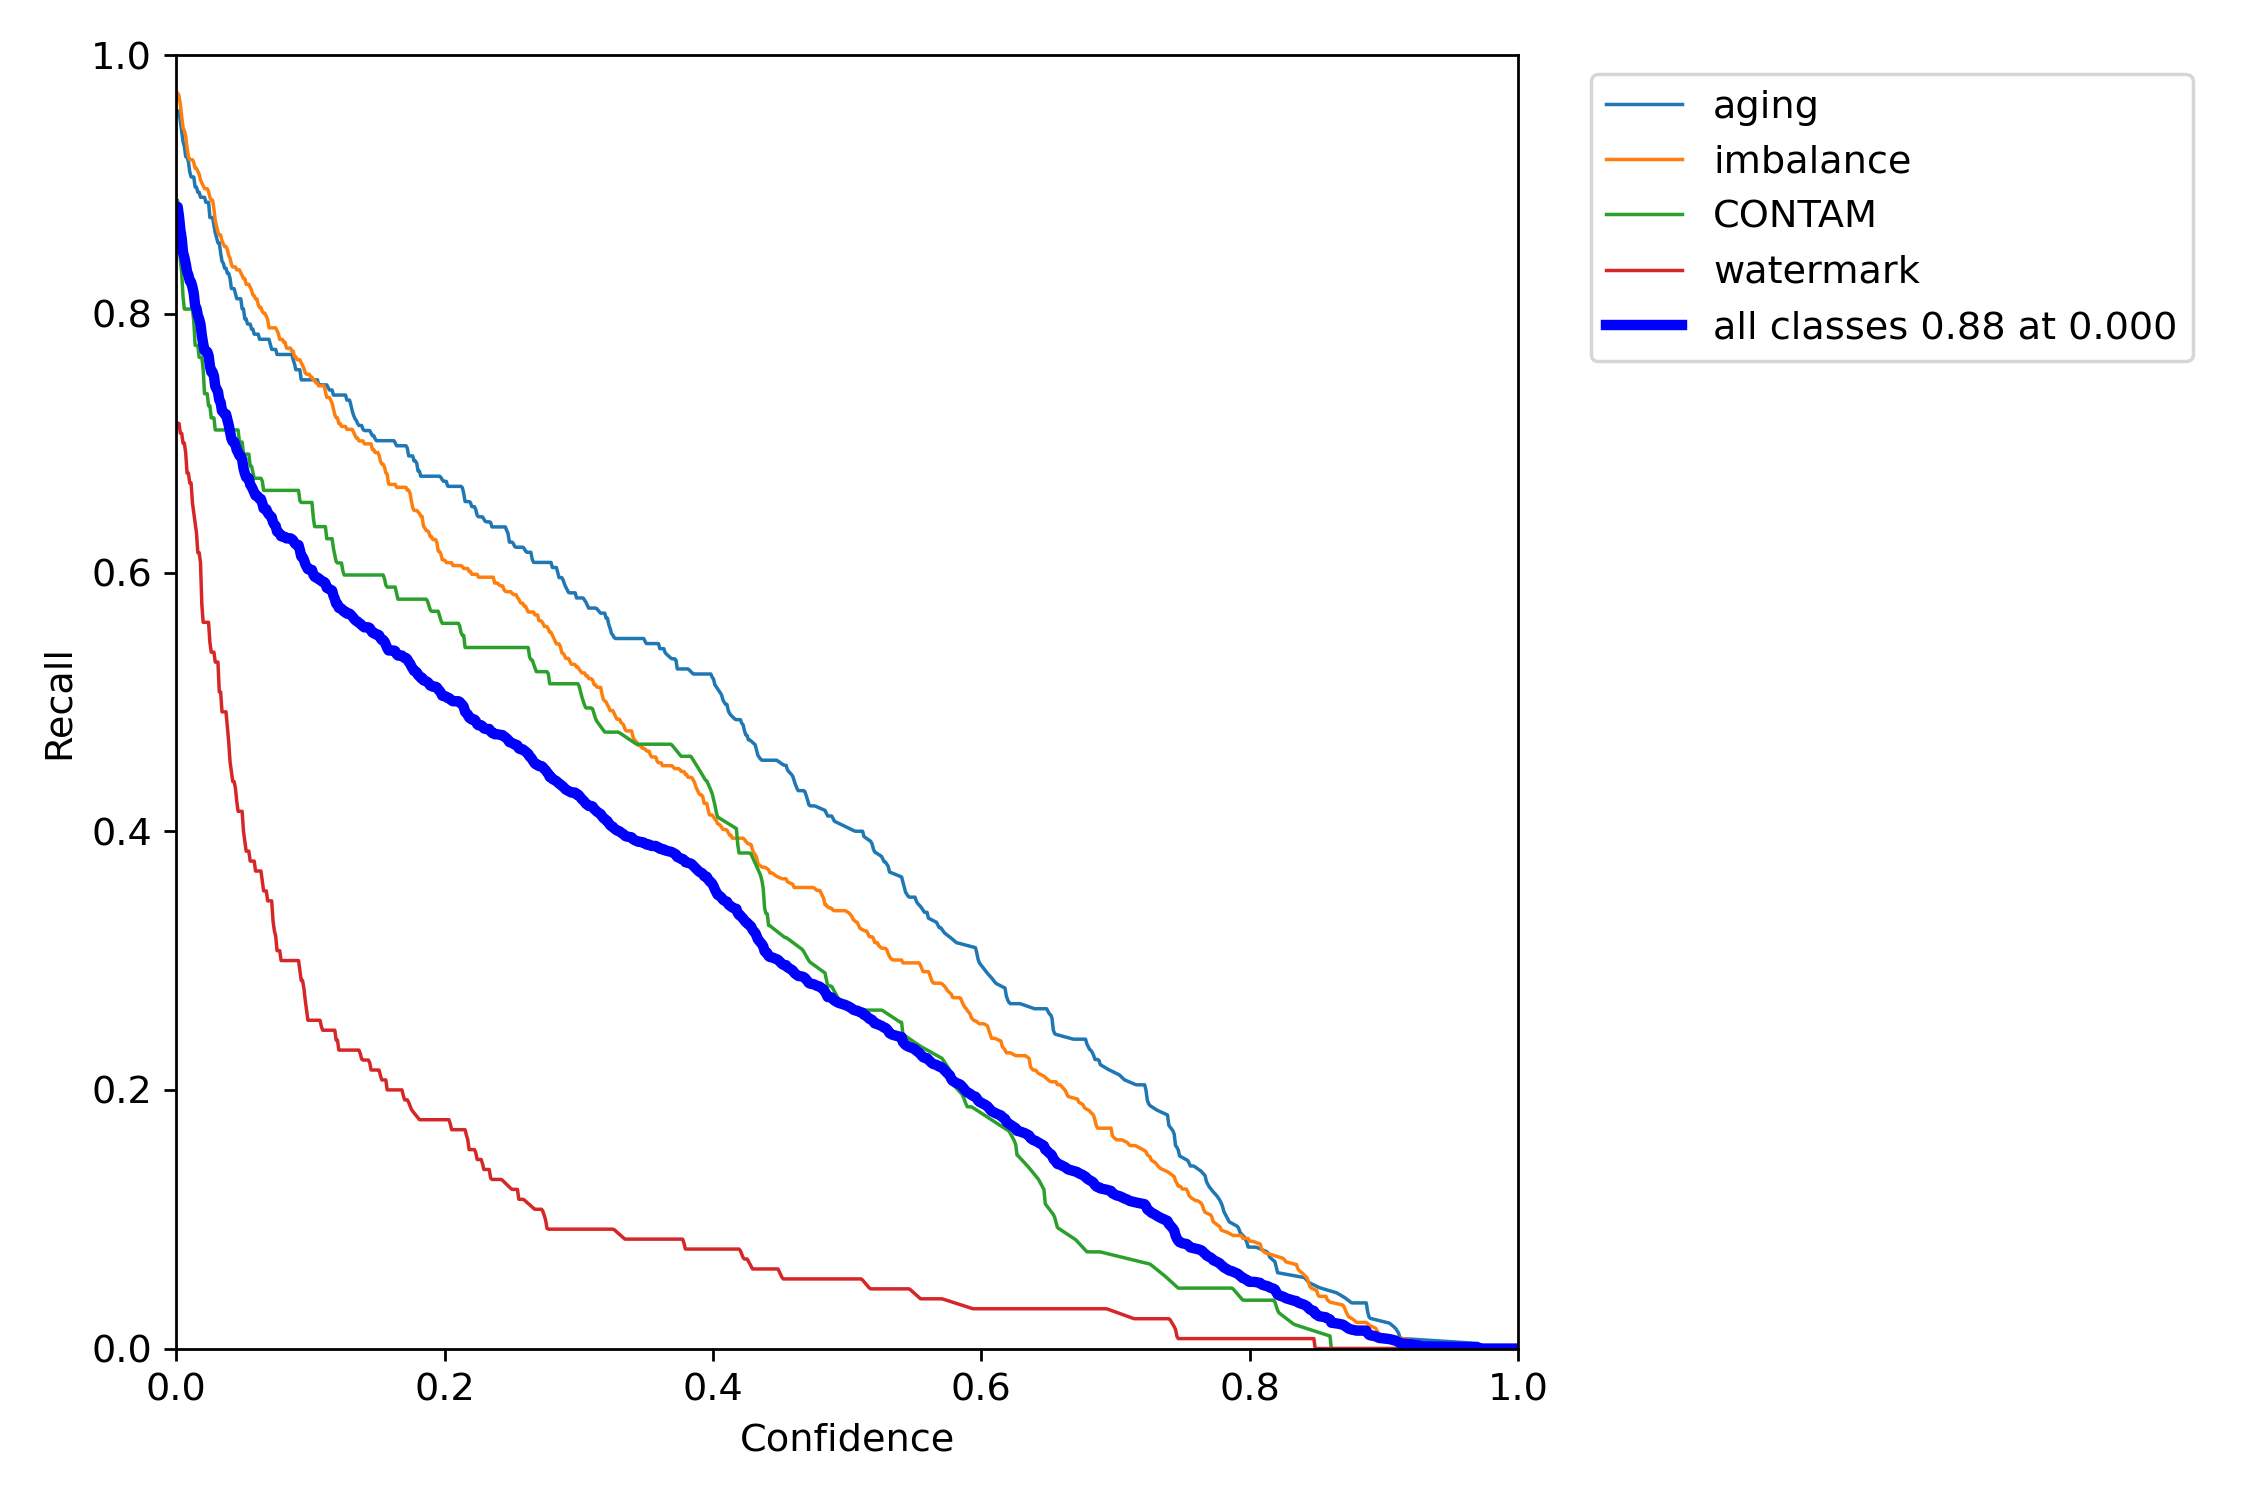 1.0
0.8
0.6
0.4
0.2
0.0
Recall
0.0 0.2 0.4 0.6 0.8 1.0
Confidence
aging
imbalance
CONTAM
watermark
all classes 0.88 at 0.000